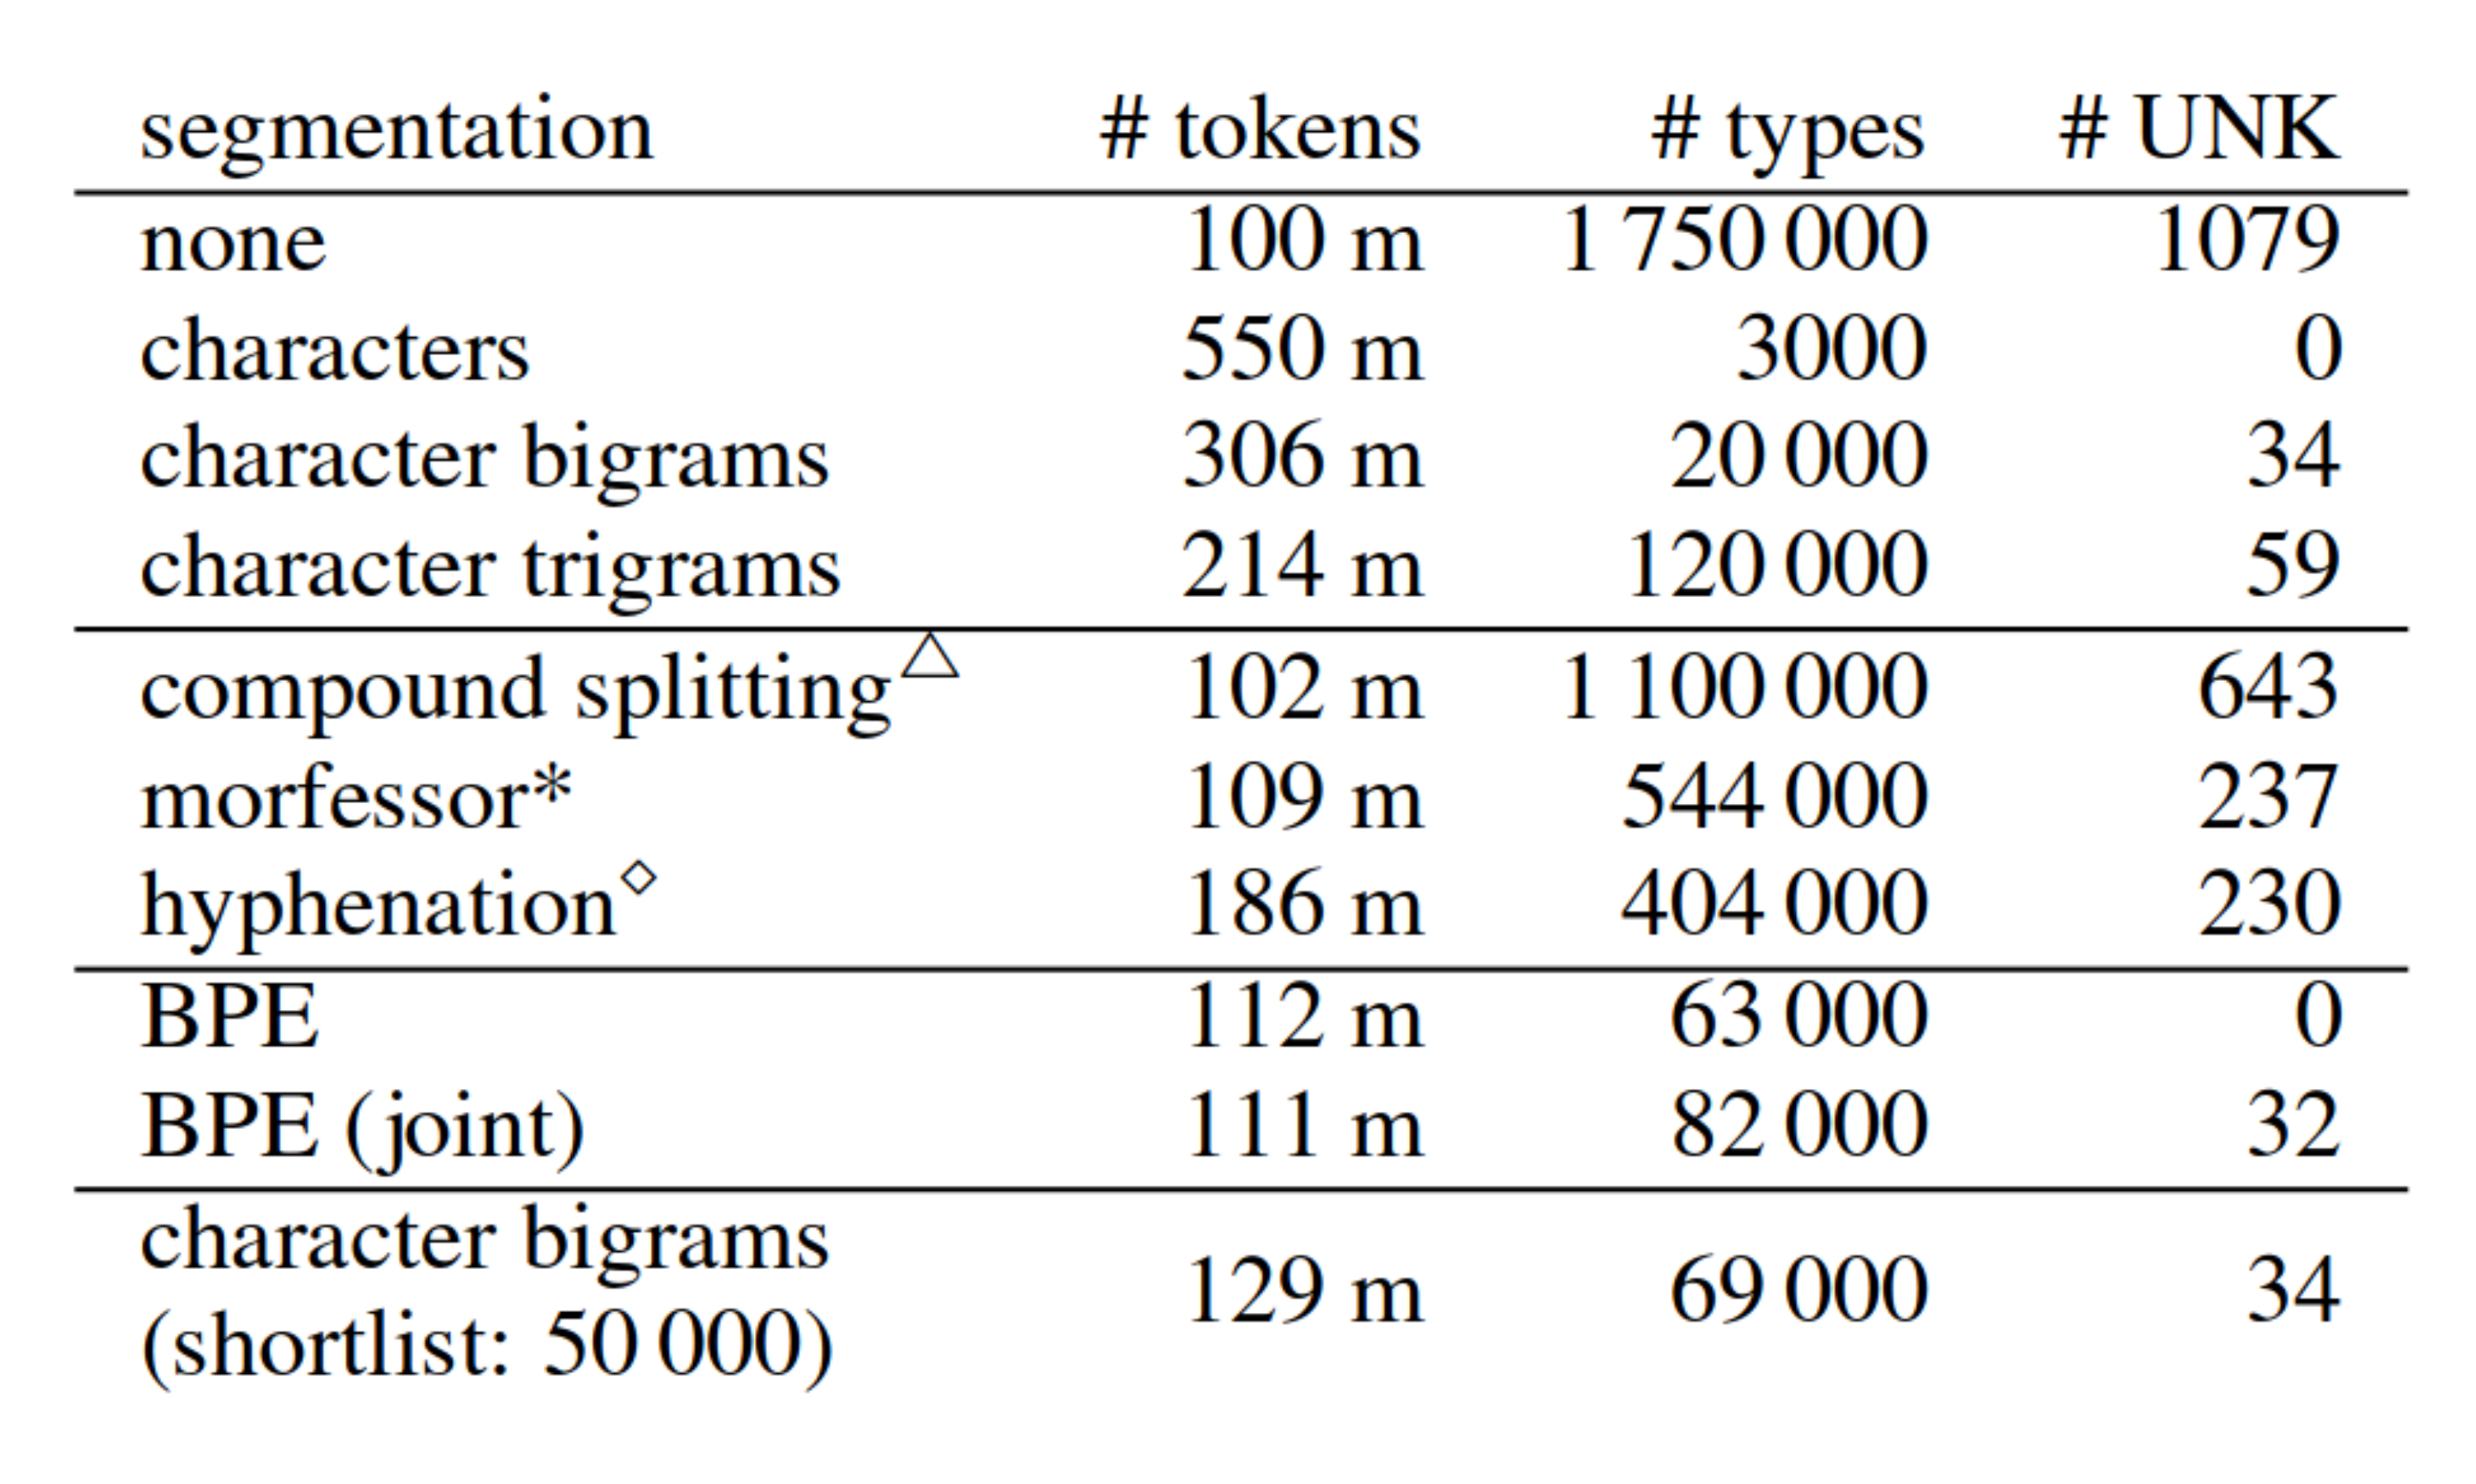 segmentation # tokens # types # UNK
none 100 m 1 750 000 1079
characters 550 m 3000 0
character bigrams 306 m 20 000 34
character trigrams 214 m 120 000 59
compound splitting△ 102 m 1 100 000 643
morfessor* 109 m 544 000 237
hyphenation◇ 186 m 404 000 230
BPE 112 m 63 000 0
BPE (joint) 111 m 82 000 32
character bigrams
129 m 69 000 34
(shortlist: 50 000)